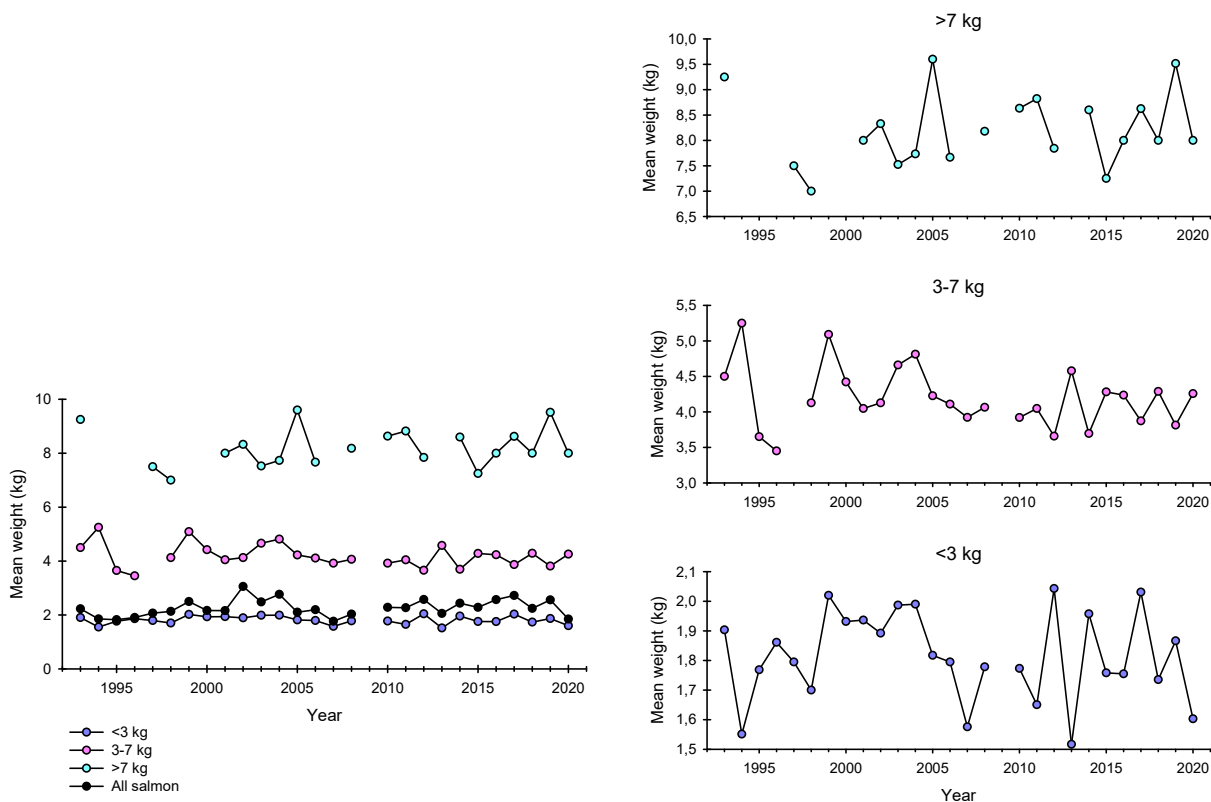 10
8
6
4
2
0
Mean weight (kg)
1995 2000 2005 2010 2015 2020
Year
<3 kg
3-7 kg
>7 kg
All salmon
>7 kg
10,0
9,5
9,0
8,5
8,0
7,5
7,0
6,5
Mean weight (kg)
1995 2000 2005 2010 2015 2020
3-7 kg
5,5
5,0
4,5
4,0
3,5
3,0
Mean weight (kg)
1995 2000 2005 2010 2015 2020
<3 kg
2,1
2,0
1,9
1,8
1,7
1,6
1,5
Mean weight (kg)
1995 2000 2005 2010 2015 2020
Year